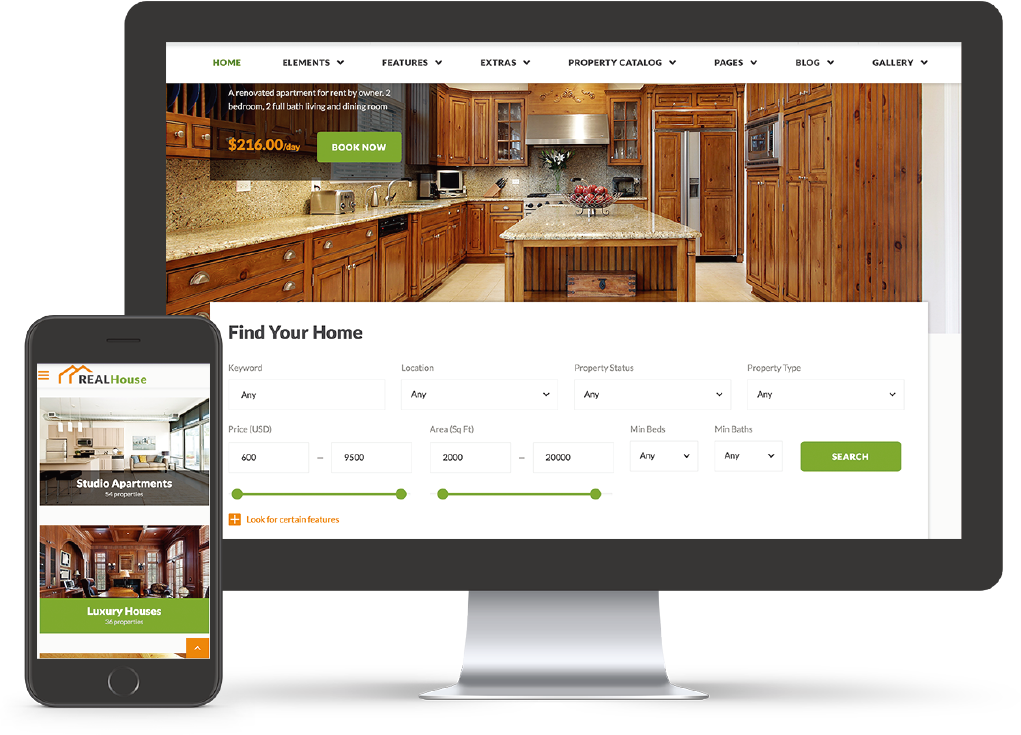 HOME ELEMENTS FEATURES EXTRAS PROPERTY CATALOG PAGES BLOG GALLERY
A renovated apartment for rent by owner. 2
bedroom, 2 full bath living and dining room
$216.00/day BOOK NOW
Find Your Home
Keyword Location Property Status Property Type
Any Any Any Any
Price (USD) Area (Sq Ft) Min Beds Min Baths
600 – 9500 2000 – 20000 Any Any SEARCH
Look for certain features
REALHouse
Studio Apartments
54 properties
Luxury Houses
36 properties